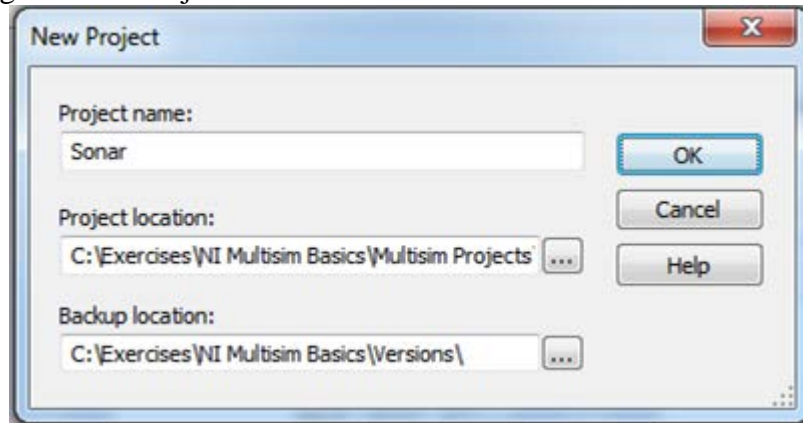 New Project
Project name:
Sonar
OK
Project location:
Cancel
C:\Exercises\NI Multisim Basics\Multisim Projects\
...
Help
Backup location:
C:\Exercises\NI Multisim Basics\Versions\
...